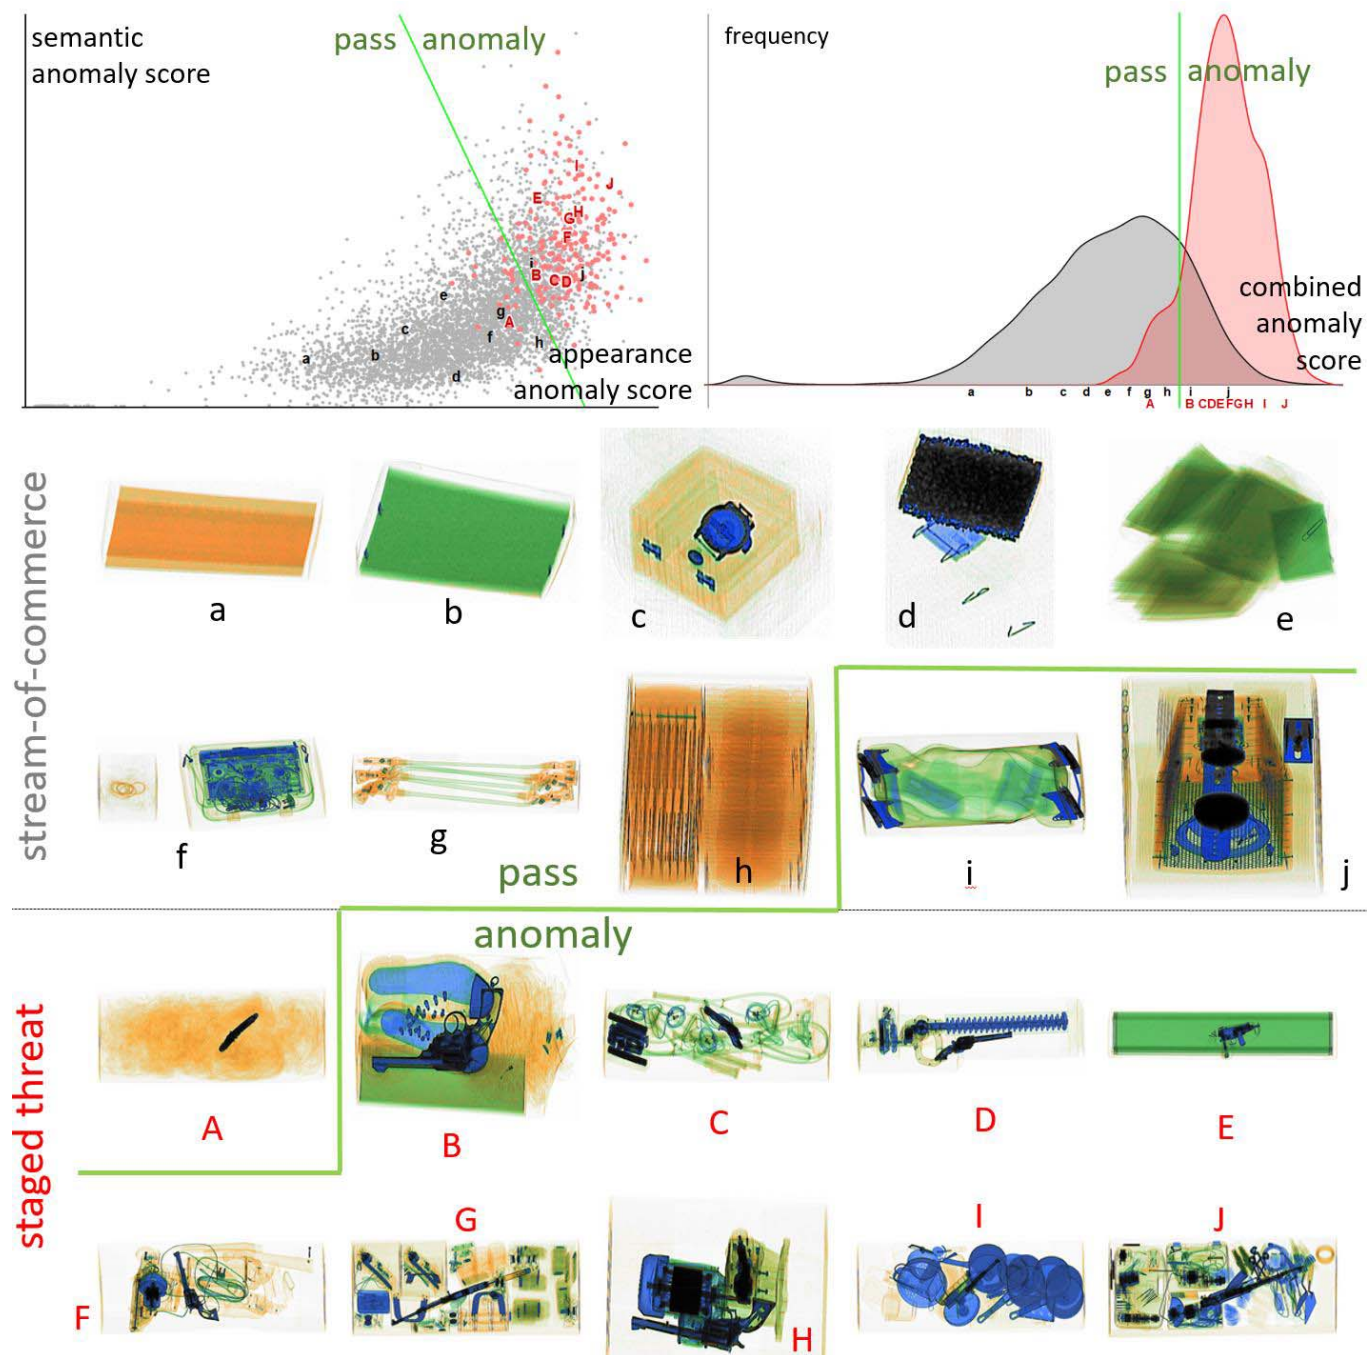 semantic
anomaly score
pass anomaly
I
J
E
G H
F
i
B C D j
e
g
A
c
f
h
a
b
d
appearance
anomaly score
frequency
pass anomaly
combined
anomaly
score
a b c d e f g h i j
A B C D E F G H I J
stream-of-commerce
a
b
c
d
e
f
g
h
i
j
pass
anomaly
staged threat
A
B
C
D
E
F
G
H
I
J